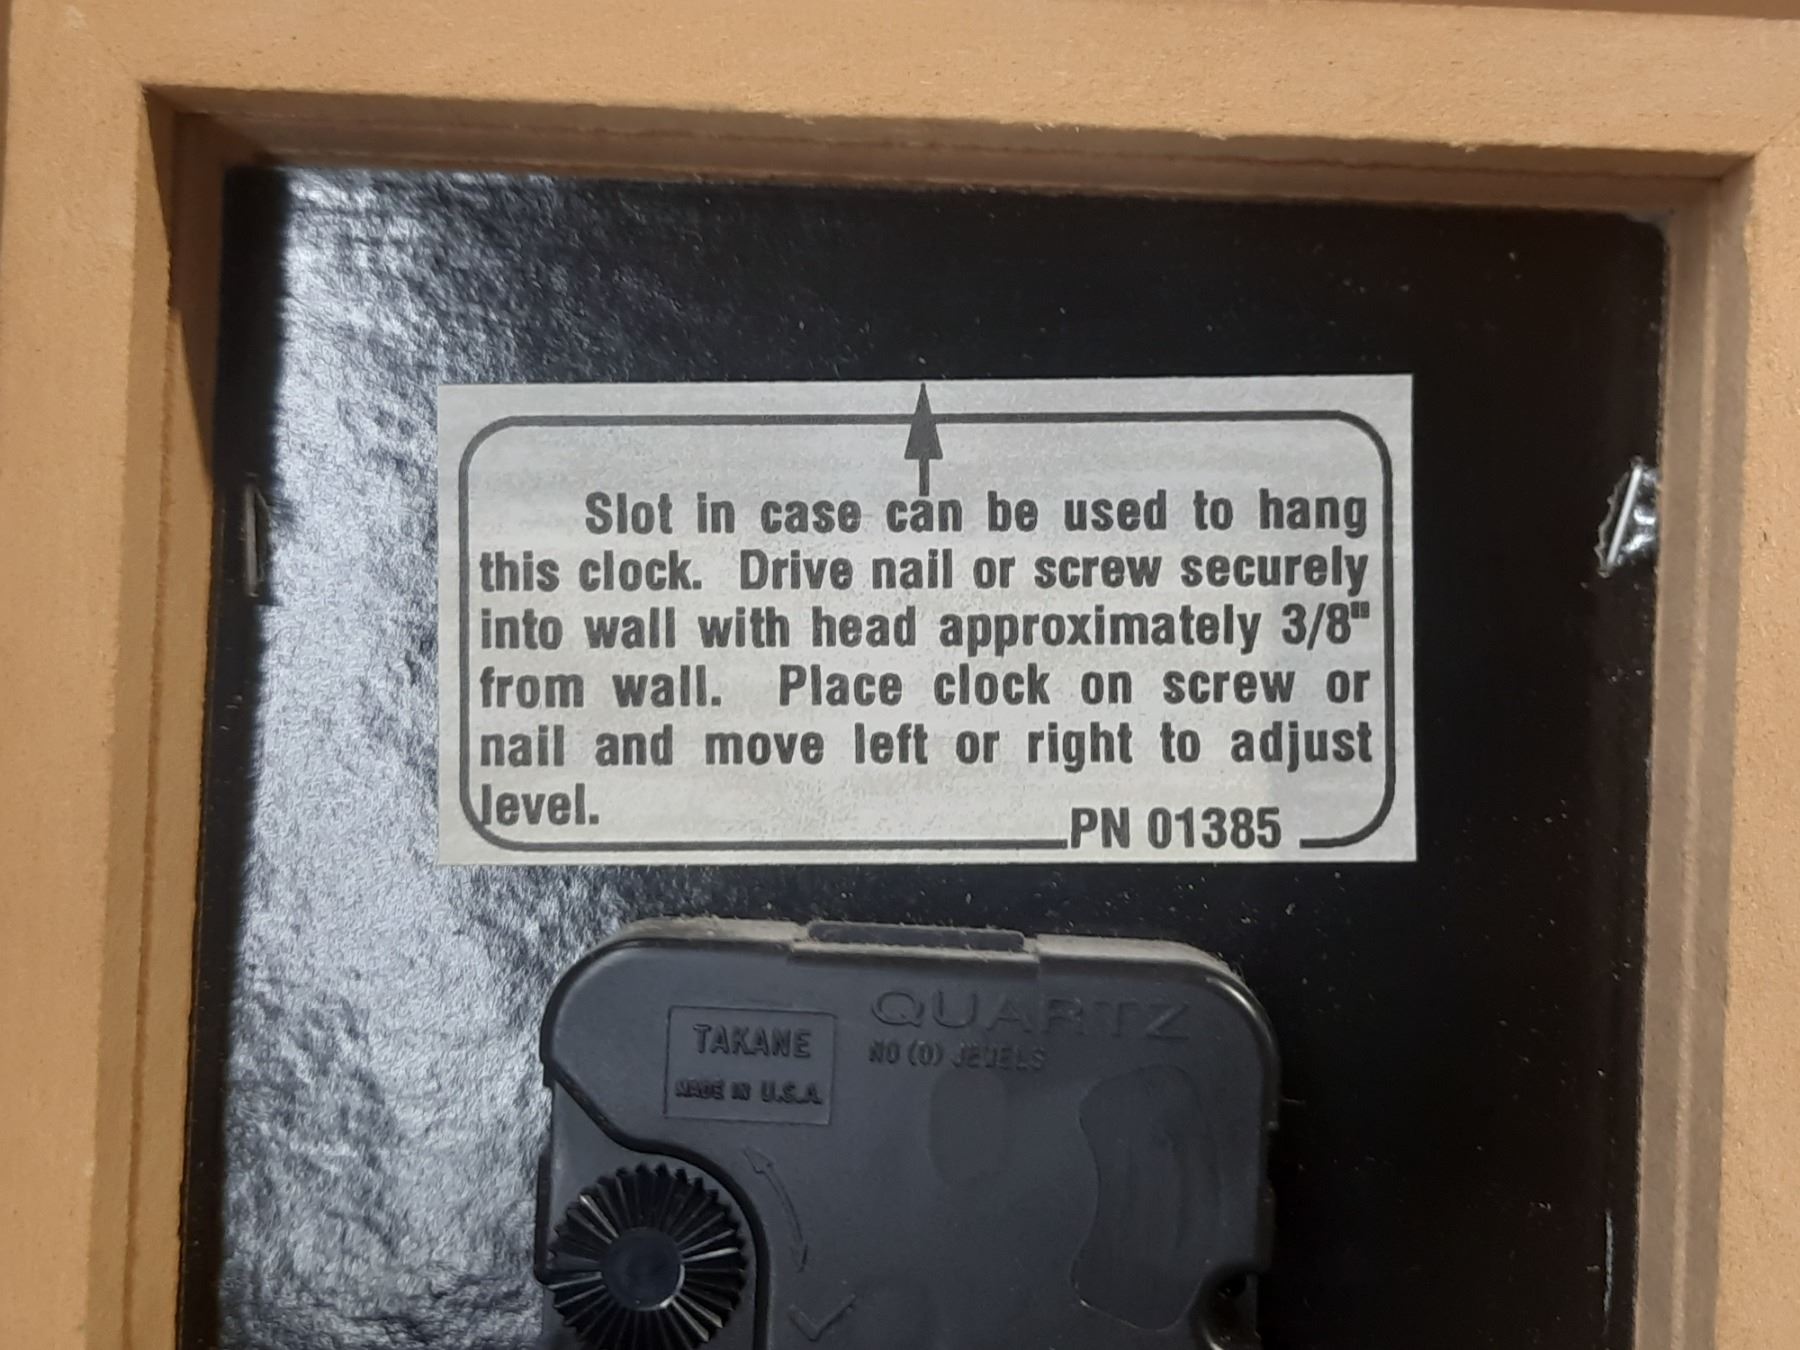 Slot in case can be used to hang
this clock. Drive nail or screw securely
into wall with head approximately 3/8"
from wall. Place clock on screw or
nail and move left or right to adjust
level.
PN 01385
QUARTZ
NO (0) JEWELS
TAKANE
MADE IN U.S.A.